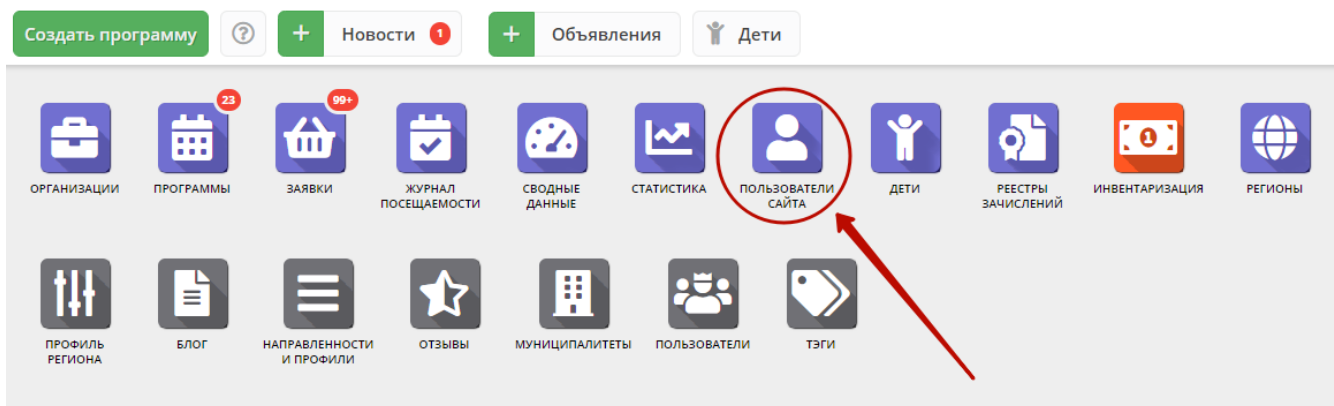 Создать программу
?
+ Новости 1
+ Объявления
Дети
23
99+
1
ОРГАНИЗАЦИИ
ПРОГРАММЫ
ЗАЯВКИ
ЖУРНАЛ
ПОСЕЩАЕМОСТИ
СВОДНЫЕ
ДАННЫЕ
СТАТИСТИКА
ПОЛЬЗОВАТЕЛИ
САЙТА
ДЕТИ
РЕЕСТРЫ
ЗАЧИСЛЕНИЙ
ИНВЕНТАРИЗАЦИЯ
РЕГИОНЫ
ПРОФИЛЬ
РЕГИОНА
БЛОГ
НАПРАВЛЕННОСТИ
И ПРОФИЛИ
ОТЗЫВЫ
МУНИЦИПАЛИТЕТЫ
ПОЛЬЗОВАТЕЛИ
ТЭГИ